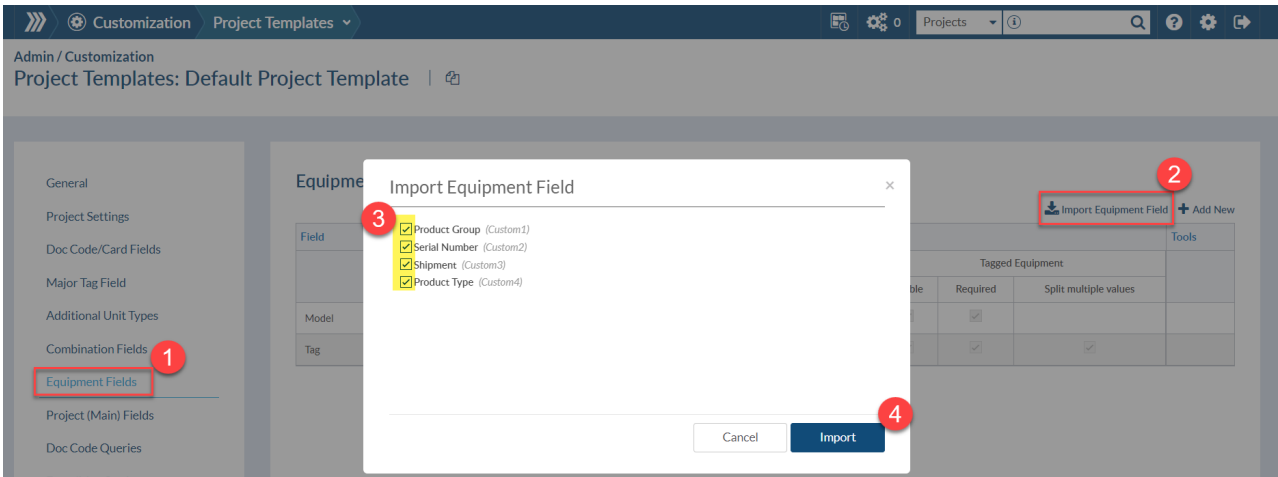 Customization Project Templates 0 Projects
Admin / Customization
Project Templates: Default Project Template
General
Project Settings
Doc Code/Card Fields
Major Tag Field
Additional Unit Types
Combination Fields
1
Equipment Fields
Project (Main) Fields
Doc Code Queries
Equipme
2
Import Equipment Field Add New
Field Tools
Tagged Equipment
ble Required Split multiple values
Model
Tag
Import Equipment Field ×
3
Product Group (Custom1)
Serial Number (Custom2)
Shipment (Custom3)
Product Type (Custom4)
4
Cancel Import